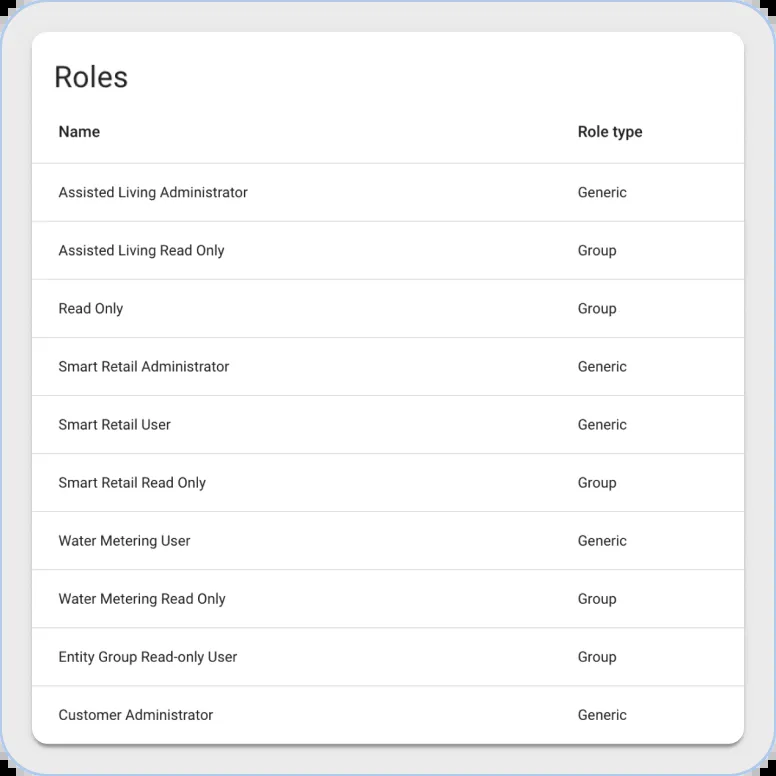 Roles
Name Role type
Assisted Living Administrator Generic
Assisted Living Read Only Group
Read Only Group
Smart Retail Administrator Generic
Smart Retail User Generic
Smart Retail Read Only Group
Water Metering User Generic
Water Metering Read Only Group
Entity Group Read-only User Group
Customer Administrator Generic